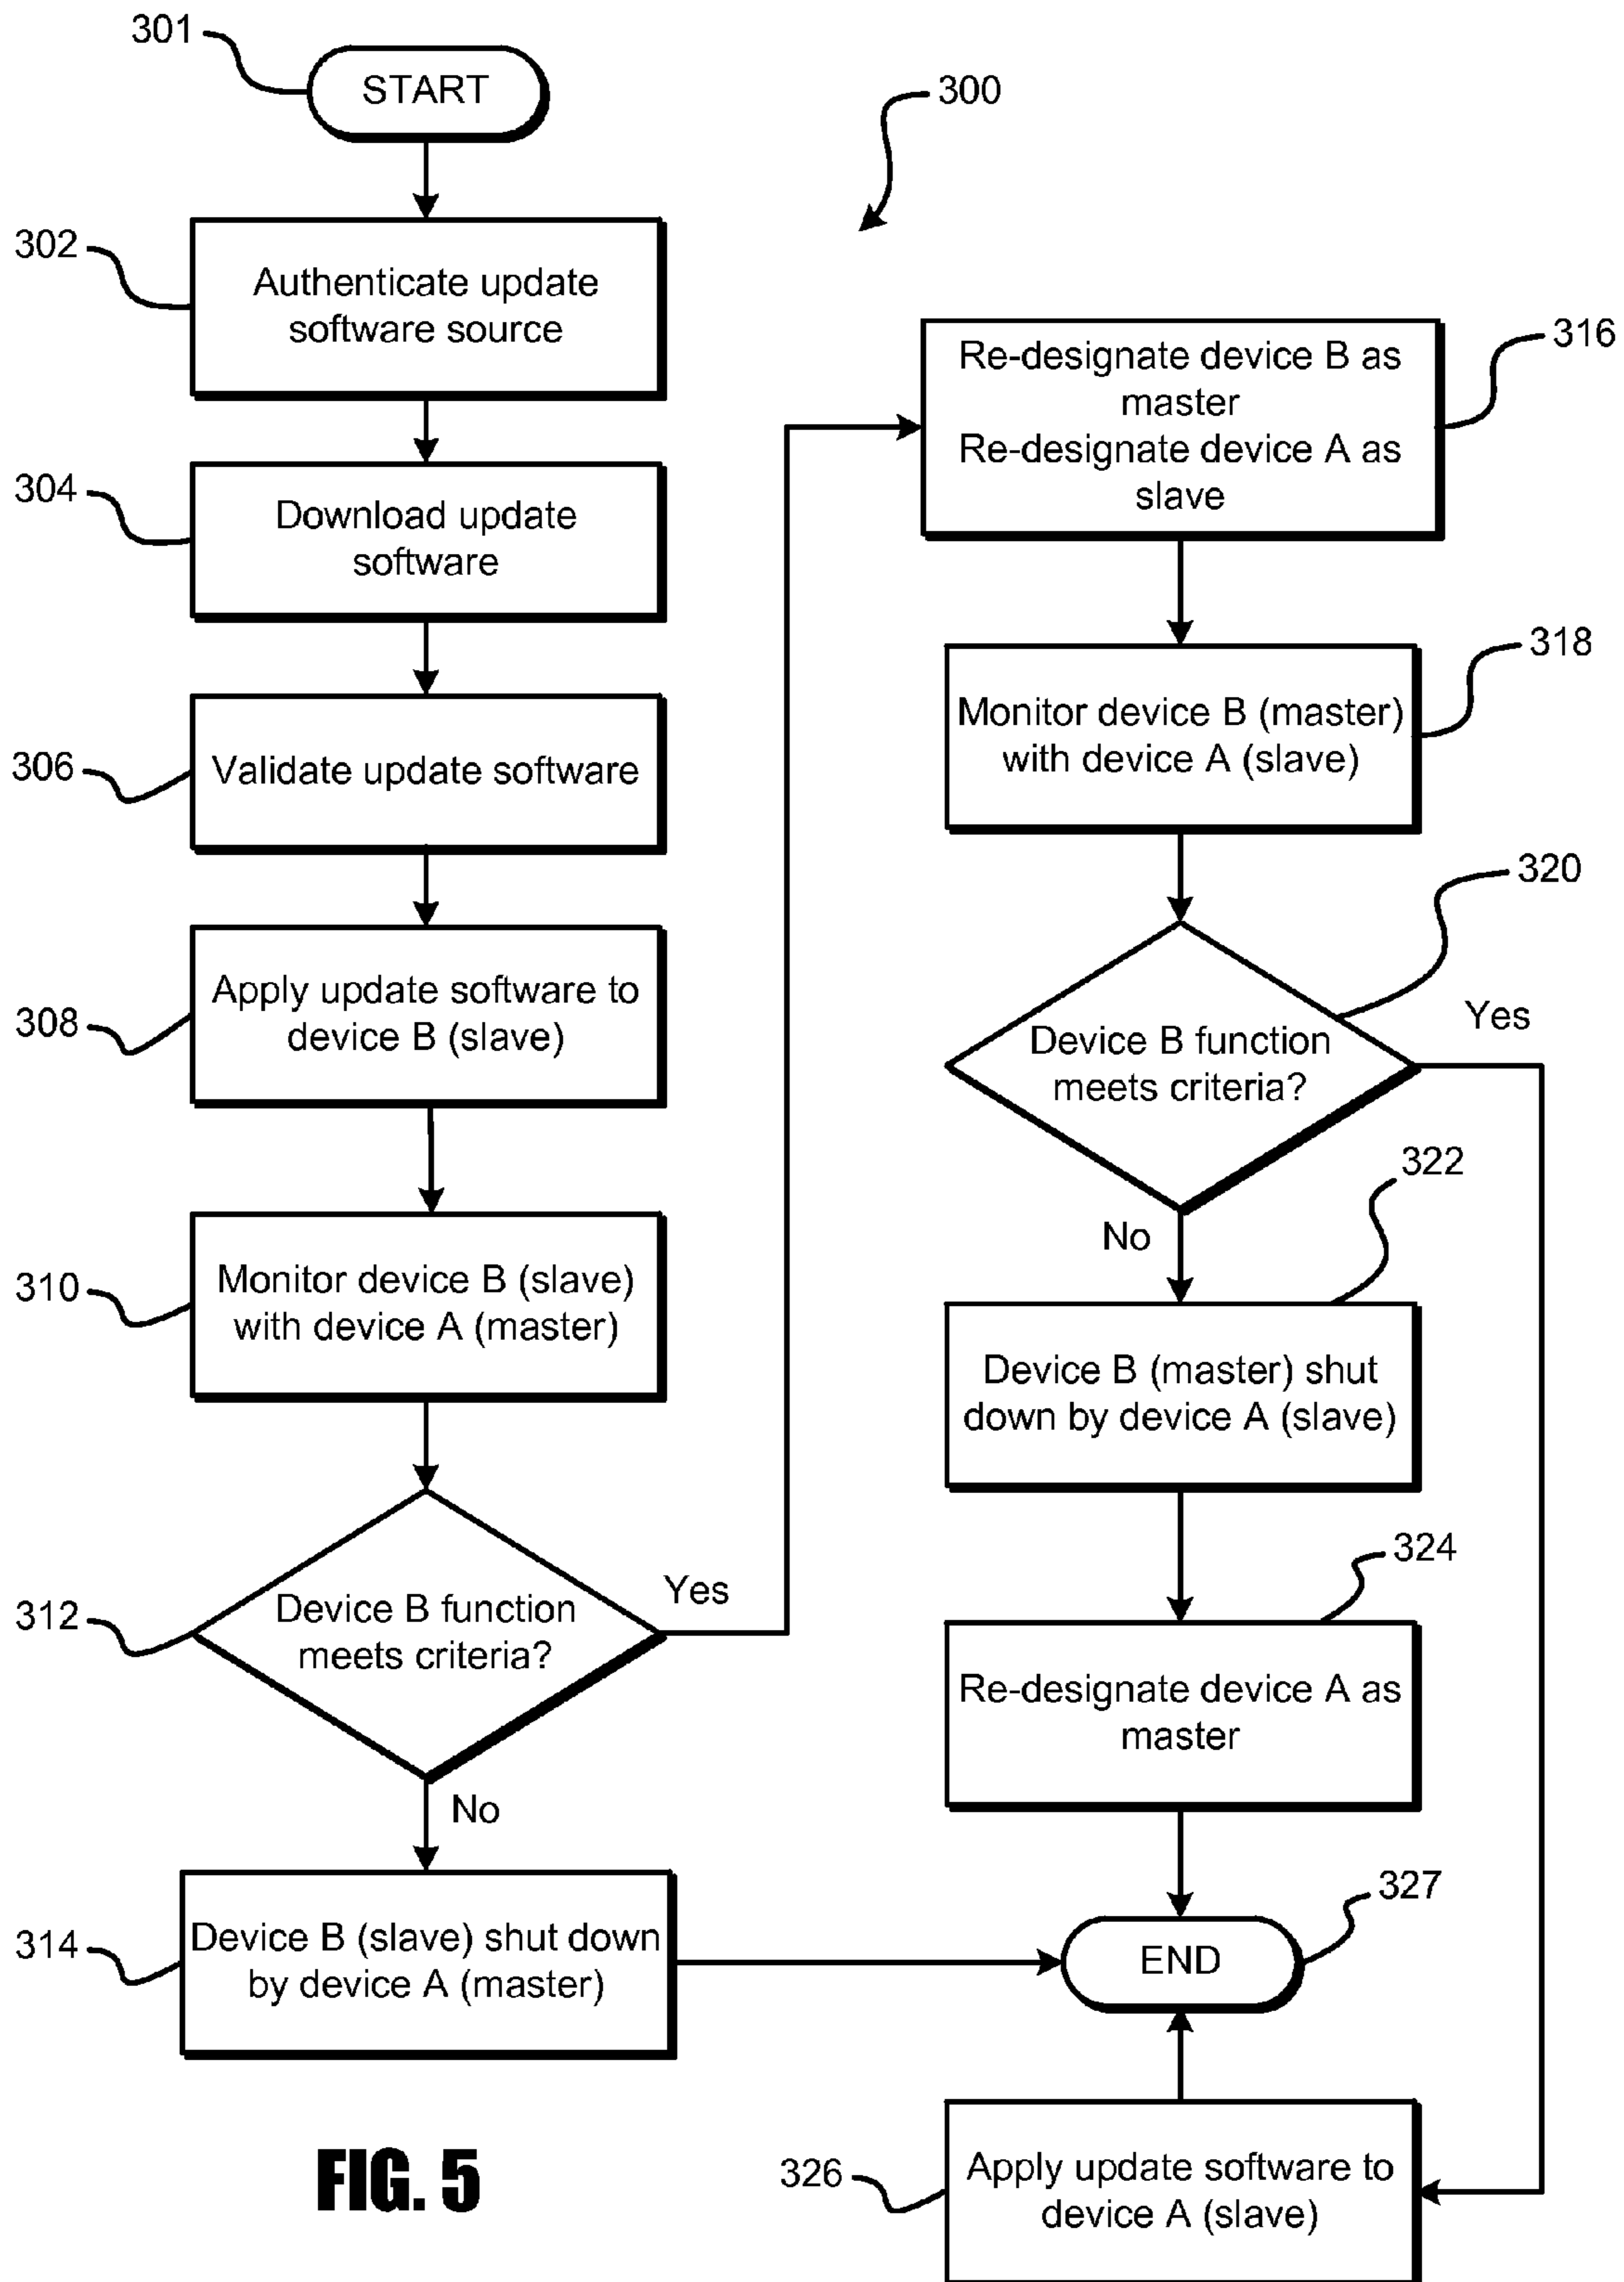 301
START
300
302
Authenticate update
software source
304
Download update
software
306
Validate update software
308
Apply update software to
device B (slave)
310
Monitor device B (slave)
with device A (master)
312
Device B function
meets criteria?
Yes
No
314
Device B (slave) shut down
by device A (master)
316
Re-designate device B as
master
Re-designate device A as
slave
318
Monitor device B (master)
with device A (slave)
320
Device B function
meets criteria?
Yes
No
322
Device B (master) shut
down by device A (slave)
324
Re-designate device A as
master
327
END
326
Apply update software to
device A (slave)
FIG. 5